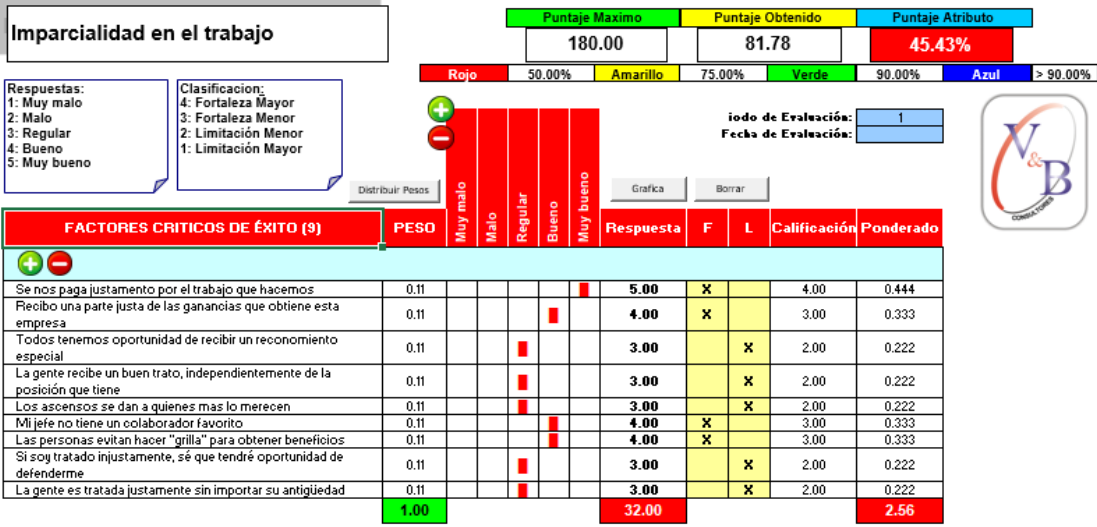 Imparcialidad en el trabajo
Puntaje Maximo Puntaje Obtenido Puntaje Atributo
180.00 81.78 45.43%
Rojo 50.00% Amarillo 75.00% Verde 90.00% Azul > 90.00%
Respuestas:
1: Muy malo
2: Malo
3: Regular
4: Bueno
5: Muy bueno
Clasificacion:
4: Fortaleza Mayor
3: Fortaleza Menor
2: Limitación Menor
1: Limitación Mayor
iodo de Evaluación: 1
Fecha de Evaluación:
V&B
CONSULTORES
Distribuir Pesos
Grafica Borrar
FACTORES CRITICOS DE ÉXITO (9) PESO Muy malo Malo Regular Bueno Muy bueno Respuesta F L Calificación Ponderado
Se nos paga justamento por el trabajo que hacemos 0.11 5.00 X 4.00 0.444
Recibo una parte justa de las ganancias que obtiene esta
empresa 0.11 4.00 X 3.00 0.333
Todos tenemos oportunidad de recibir un reconomiento
especial 0.11 3.00 X 2.00 0.222
La gente recibe un buen trato, independientemente de la
posición que tiene 0.11 3.00 X 2.00 0.222
Los ascensos se dan a quienes mas lo merecen 0.11 3.00 X 2.00 0.222
Mi jefe no tiene un colaborador favorito 0.11 4.00 X 3.00 0.333
Las personas evitan hacer "grilla" para obtener beneficios 0.11 4.00 X 3.00 0.333
Si soy tratado injustamente, sé que tendré oportunidad de
defenderme 0.11 3.00 X 2.00 0.222
La gente es tratada justamente sin importar su antigüedad 0.11 3.00 X 2.00 0.222
1.00 32.00 2.56